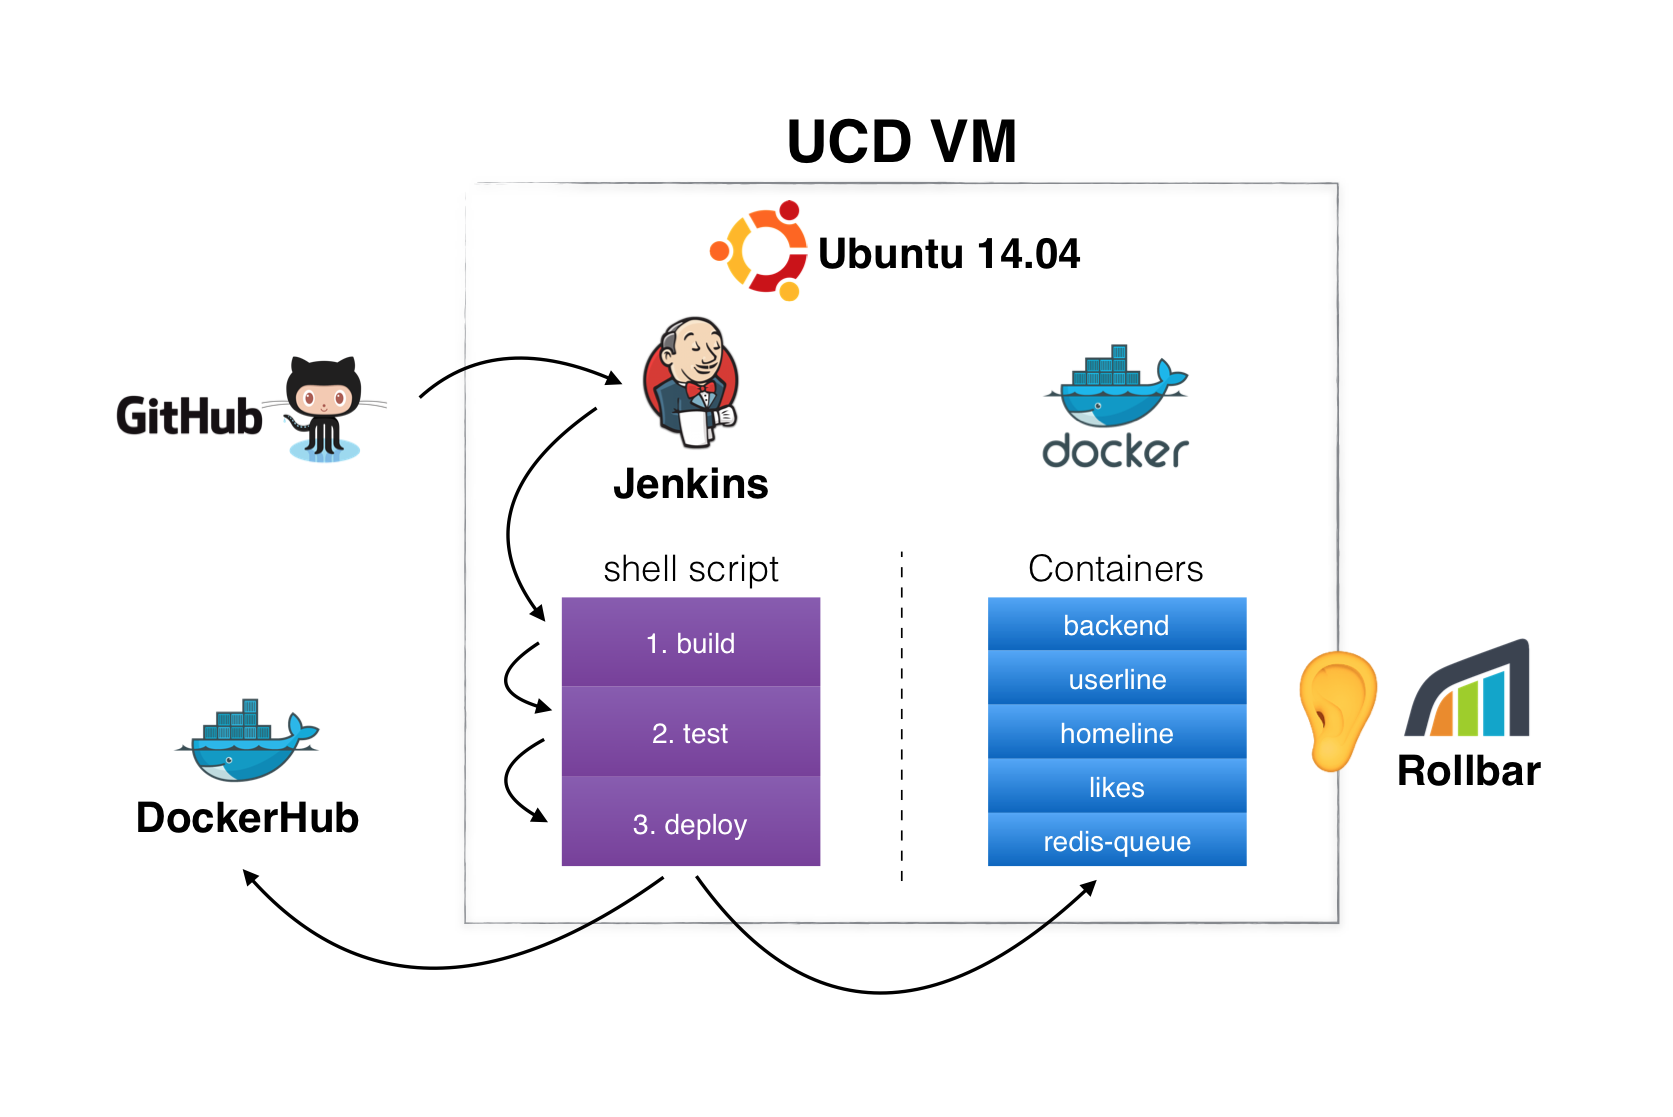 UCD VM
Ubuntu 14.04
GitHub
Jenkins
docker
shell script
1. build
2. test
3. deploy
Containers
backend
userline
homeline
likes
redis-queue
DockerHub
Rollbar